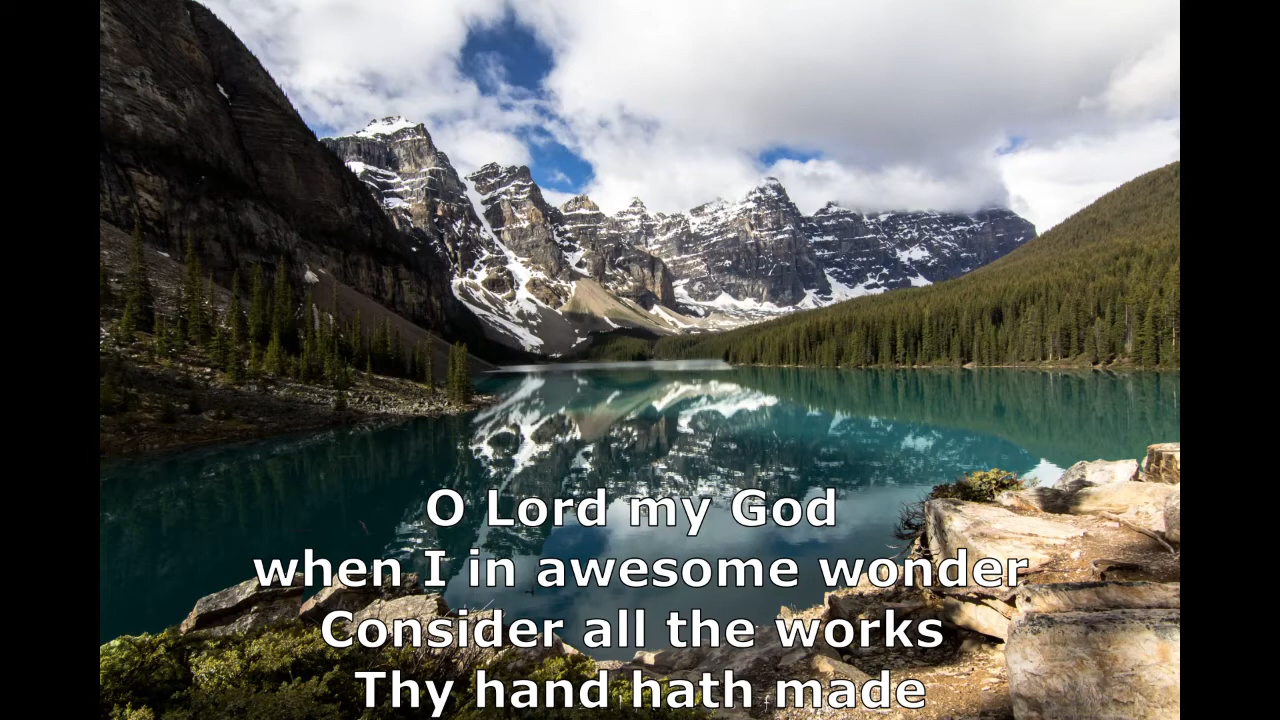 O Lord my God
when I in awesome wonder
Consider all the works
Thy hand hath made